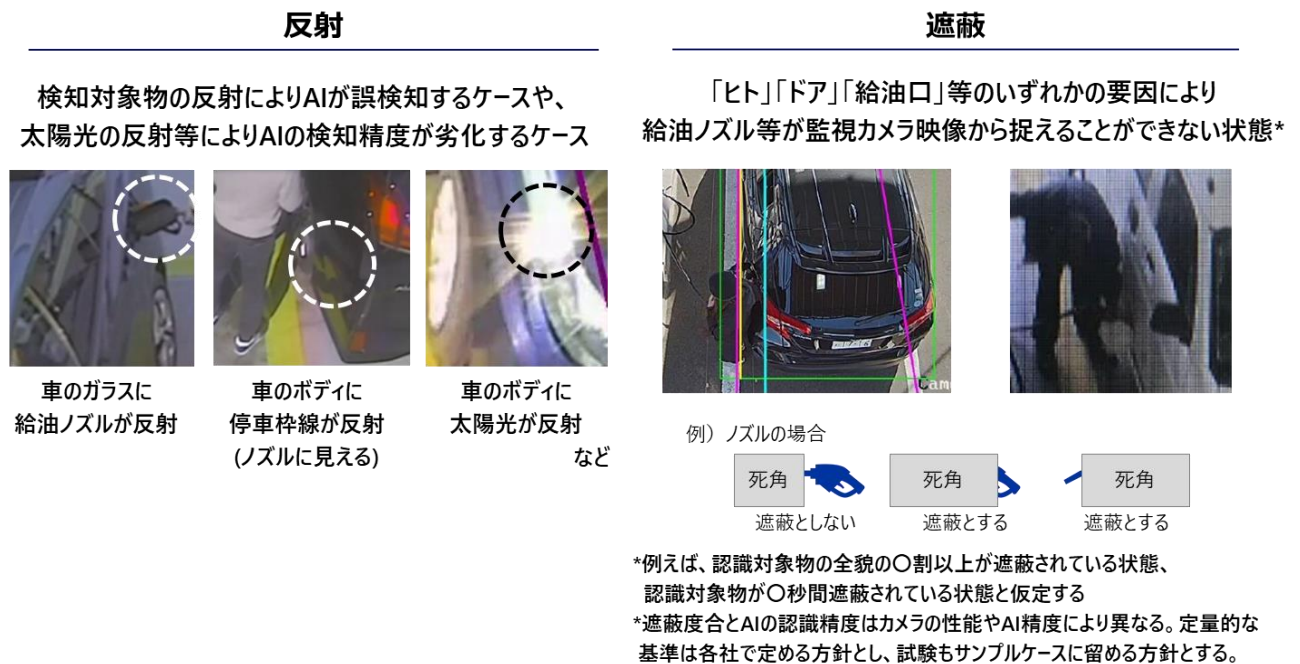 反射
検知対象物の反射によりAIが誤検知するケースや、
太陽光の反射等によりAIの検知精度が劣化するケース
車のガラスに
給油ノズルが反射
車のボディに
停車枠線が反射
(ノズルに見える)
車のボディに
太陽光が反射
など
遮蔽
「ヒト」「ドア」「給油口」等のいずれかの要因により
給油ノズル等が監視カメラ映像から捉えることができない状態*
Cam
例）ノズルの場合
死角
遮蔽としない
死角
遮蔽とする
死角
遮蔽とする
*例えば、認識対象物の全貌の〇割以上が遮蔽されている状態、
認識対象物が〇秒間遮蔽されている状態と仮定する
*遮蔽度合とAIの認識精度はカメラの性能やAI精度により異なる。定量的な
基準は各社で定める方針とし、試験もサンプルケースに留める方針とする。